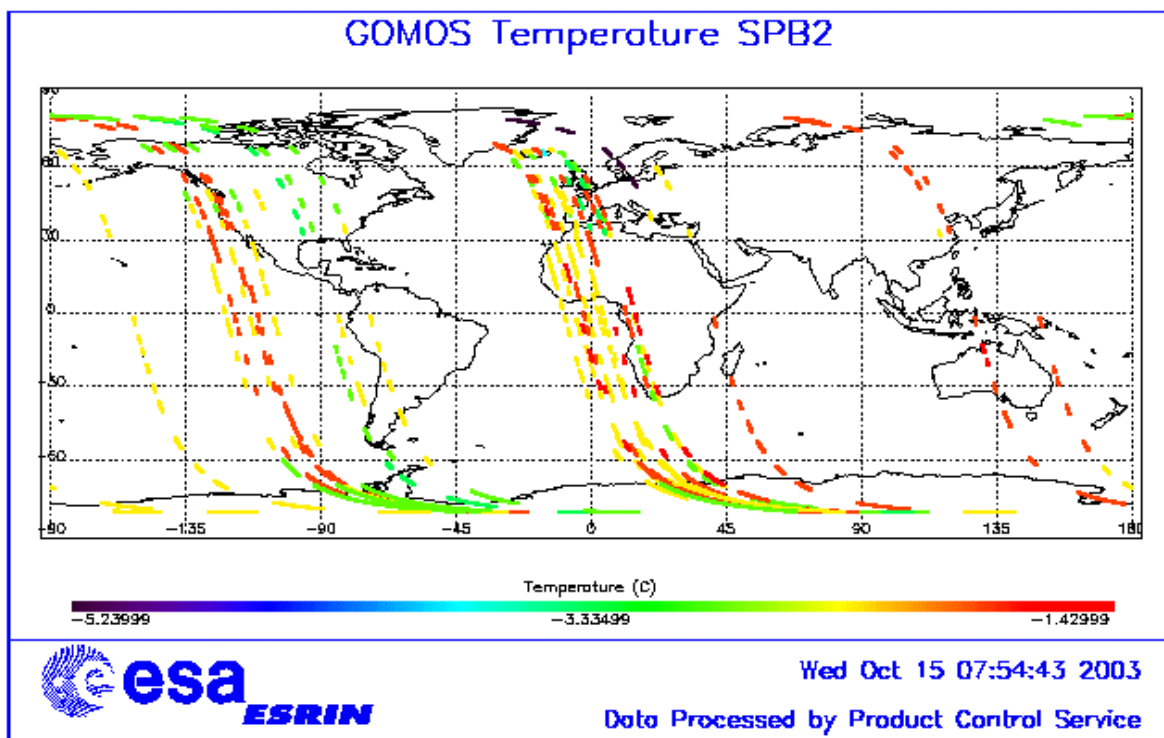 GOMOS Temperature SPB2
90
60
30
0
-30
-60
-90
-135 -90 -45 0 45 90 135 180
Temperature (C)
-5.23999 -3.33499 -1.42999
esa
ESRIN
Wed Oct 15 07:54:43 2003
Data Processed by Product Control Service